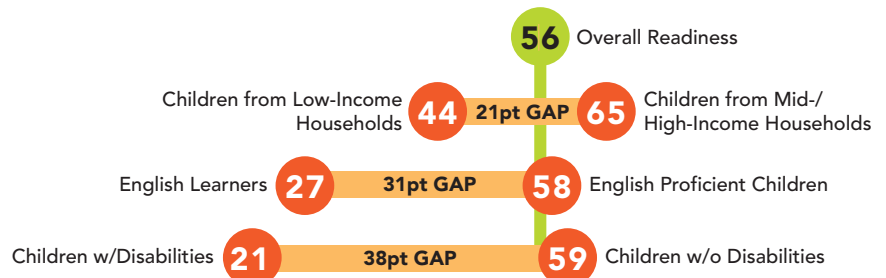 56 Overall Readiness
Children from Low-Income
Households
44
21pt GAP
65
Children from Mid-/
High-Income Households
English Learners 27 31pt GAP 58 English Proficient Children
Children w/Disabilities 21 38pt GAP 59 Children w/o Disabilities